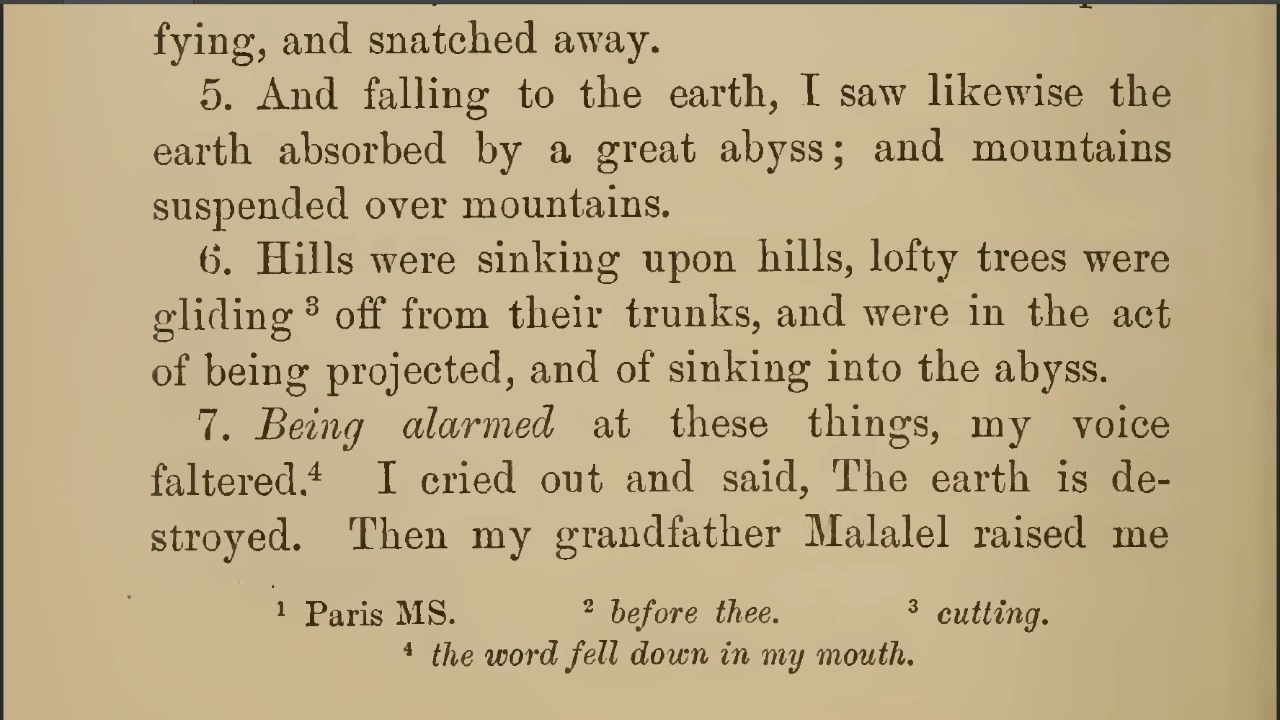 fying, and snatched away.
5. And falling to the earth, I saw likewise the
earth absorbed by a great abyss; and mountains
suspended over mountains.
6. Hills were sinking upon hills, lofty trees were
gliding ³ off from their trunks, and were in the act
of being projected, and of sinking into the abyss.
7. Being alarmed at these things, my voice
faltered.⁴ I cried out and said, The earth is de-
stroyed. Then my grandfather Malalel raised me
¹ Paris MS. ² before thee. ³ cutting.
⁴ the word fell down in my mouth.